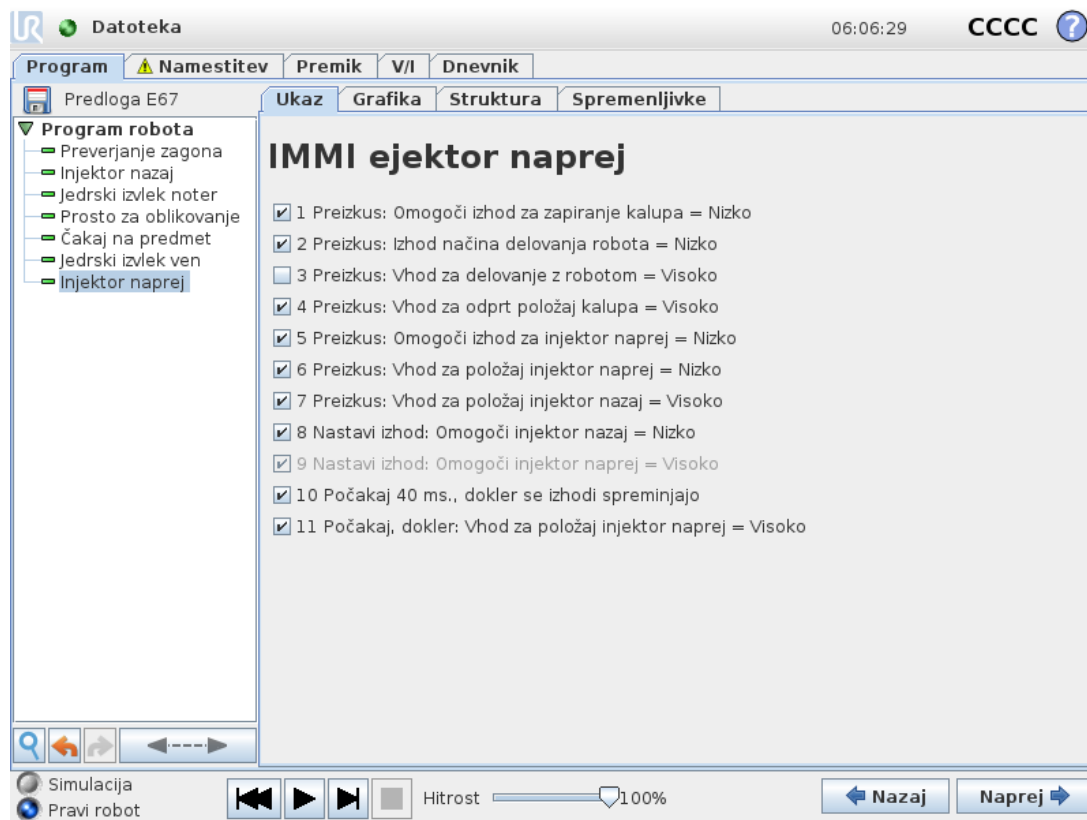 UR Datoteka 06:06:29 CCCC ?
Program Namestitev Premik V/I Dnevnik
Predloga E67
Ukaz Grafika Struktura Spremenljivke
Program robota
Preverjanje zagona
Injektor nazaj
Jedrski izvlek noter
Prosto za oblikovanje
Čakaj na predmet
Jedrski izvlek ven
Injektor naprej
IMMI ejektor naprej
1 Preizkus: Omogoči izhod za zapiranje kalupa = Nizko
2 Preizkus: Izhod načina delovanja robota = Nizko
3 Preizkus: Vhod za delovanje z robotom = Visoko
4 Preizkus: Vhod za odprt položaj kalupa = Visoko
5 Preizkus: Omogoči izhod za injektor naprej = Nizko
6 Preizkus: Vhod za položaj injektor naprej = Nizko
7 Preizkus: Vhod za položaj injektor nazaj = Visoko
8 Nastavi izhod: Omogoči injektor nazaj = Nizko
9 Nastavi izhod: Omogoči injektor naprej = Visoko
10 Počakaj 40 ms., dokler se izhodi spreminjajo
11 Počakaj, dokler: Vhod za položaj injektor naprej = Visoko
Simulacija
Pravi robot
Hitrost 100%
Nazaj
Naprej